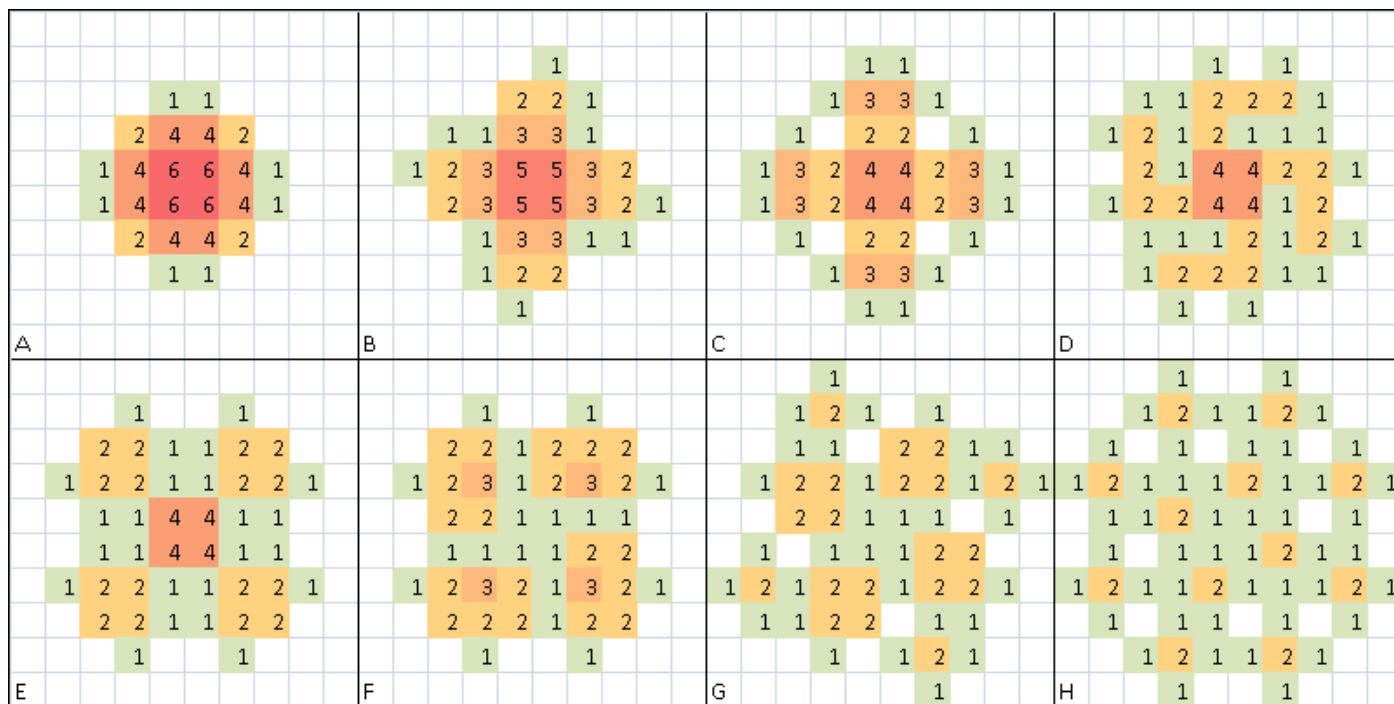 1 1
2 4 4 2
1 4 6 6 4 1
1 4 6 6 4 1
2 4 4 2
1 1
A
1
2 2 1
1 1 3 3 1
1 2 3 5 5 3 2
2 3 5 5 3 2 1
1 3 3 1 1
1 2 2
1
B
1 1
1 3 3 1
1 2 2 1
1 3 2 4 4 2 3 1
1 3 2 4 4 2 3 1
1 2 2 1
1 3 3 1
1 1
C
1 1
1 1 2 2 2 1
1 2 1 2 1 1 1
2 1 4 4 2 2 1
1 2 2 4 4 1 2
1 1 1 2 1 2 1
1 2 2 2 1 1
1 1
D
1 1
2 2 1 1 2 2
1 2 2 1 1 2 2 1
1 1 4 4 1 1
1 1 4 4 1 1
1 2 2 1 1 2 2 1
2 2 1 1 2 2
1 1
E
1 1
2 2 1 2 2 2
1 2 3 1 2 3 2 1
2 2 1 1 1 1
1 1 1 1 2 2
1 2 3 2 1 3 2 1
2 2 2 1 2 2
1 1
F
1
1 2 1 1
1 1 2 2 1 1
1 2 2 1 2 2 1 2 1
2 2 1 1 1 1
1 1 1 1 2 2
1 2 1 2 2 1 2 2 1
1 1 2 2 1 1
1 1 2 1
1
G
1 1
1 2 1 1 2 1
1 1 1 1 1
1 2 1 1 1 2 1 1 2 1
1 1 2 1 1 1 1
1 1 1 1 2 1 1
1 2 1 1 2 1 1 1 2 1
1 1 1 1 1
1 2 1 1 2 1
1 1
H